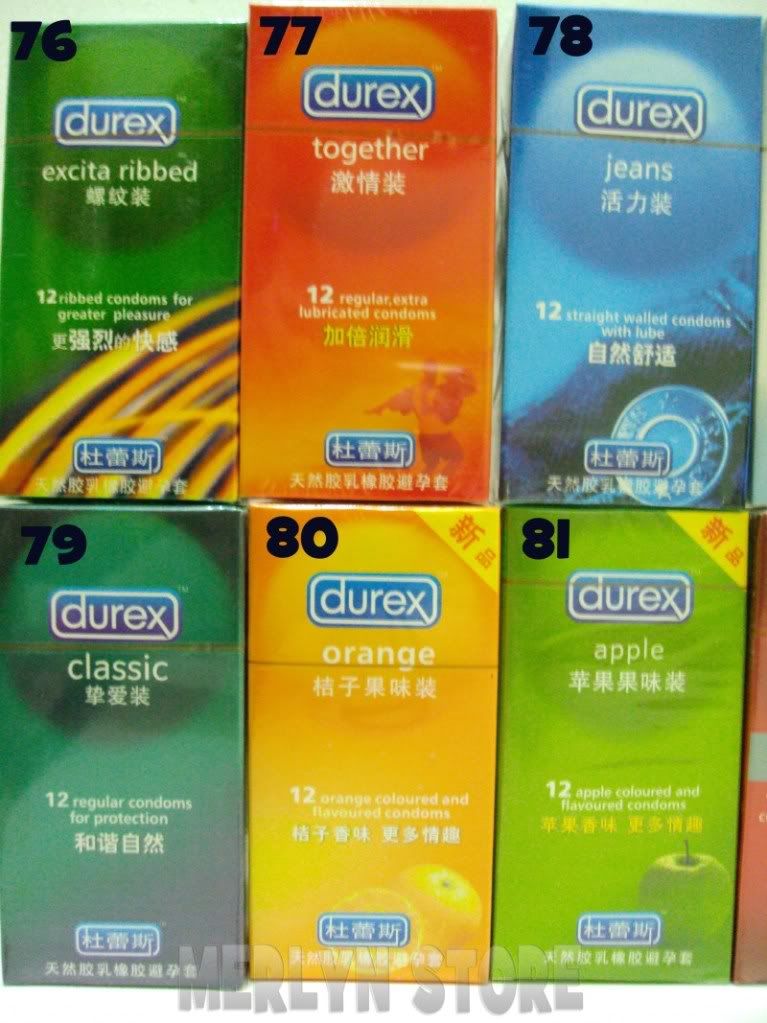 76
durex
excita ribbed
螺纹装
12 ribbed condoms for
greater pleasure
更强烈的快感
杜蕾斯
天然胶乳橡胶避孕套
77
durex
together
激情装
12 regular, extra
lubricated condoms
加倍润滑
杜蕾斯
天然胶乳橡胶避孕套
78
durex
jeans
活力装
12 straight walled condoms
with lube
自然舒适
杜蕾斯
天然胶乳橡胶避孕套
79
durex
classic
挚爱装
12 regular condoms
for protection
和谐自然
杜蕾斯
天然胶乳橡胶避孕套
80
新品
durex
orange
桔子果味装
12 orange coloured and
flavoured condoms
桔子香味 更多情趣
杜蕾斯
天然胶乳橡胶避孕套
81
新品
durex
apple
苹果果味装
12 apple coloured and
flavoured condoms
苹果香味 更多情趣
杜蕾斯
天然胶乳橡胶避孕套
MERLYN STORE